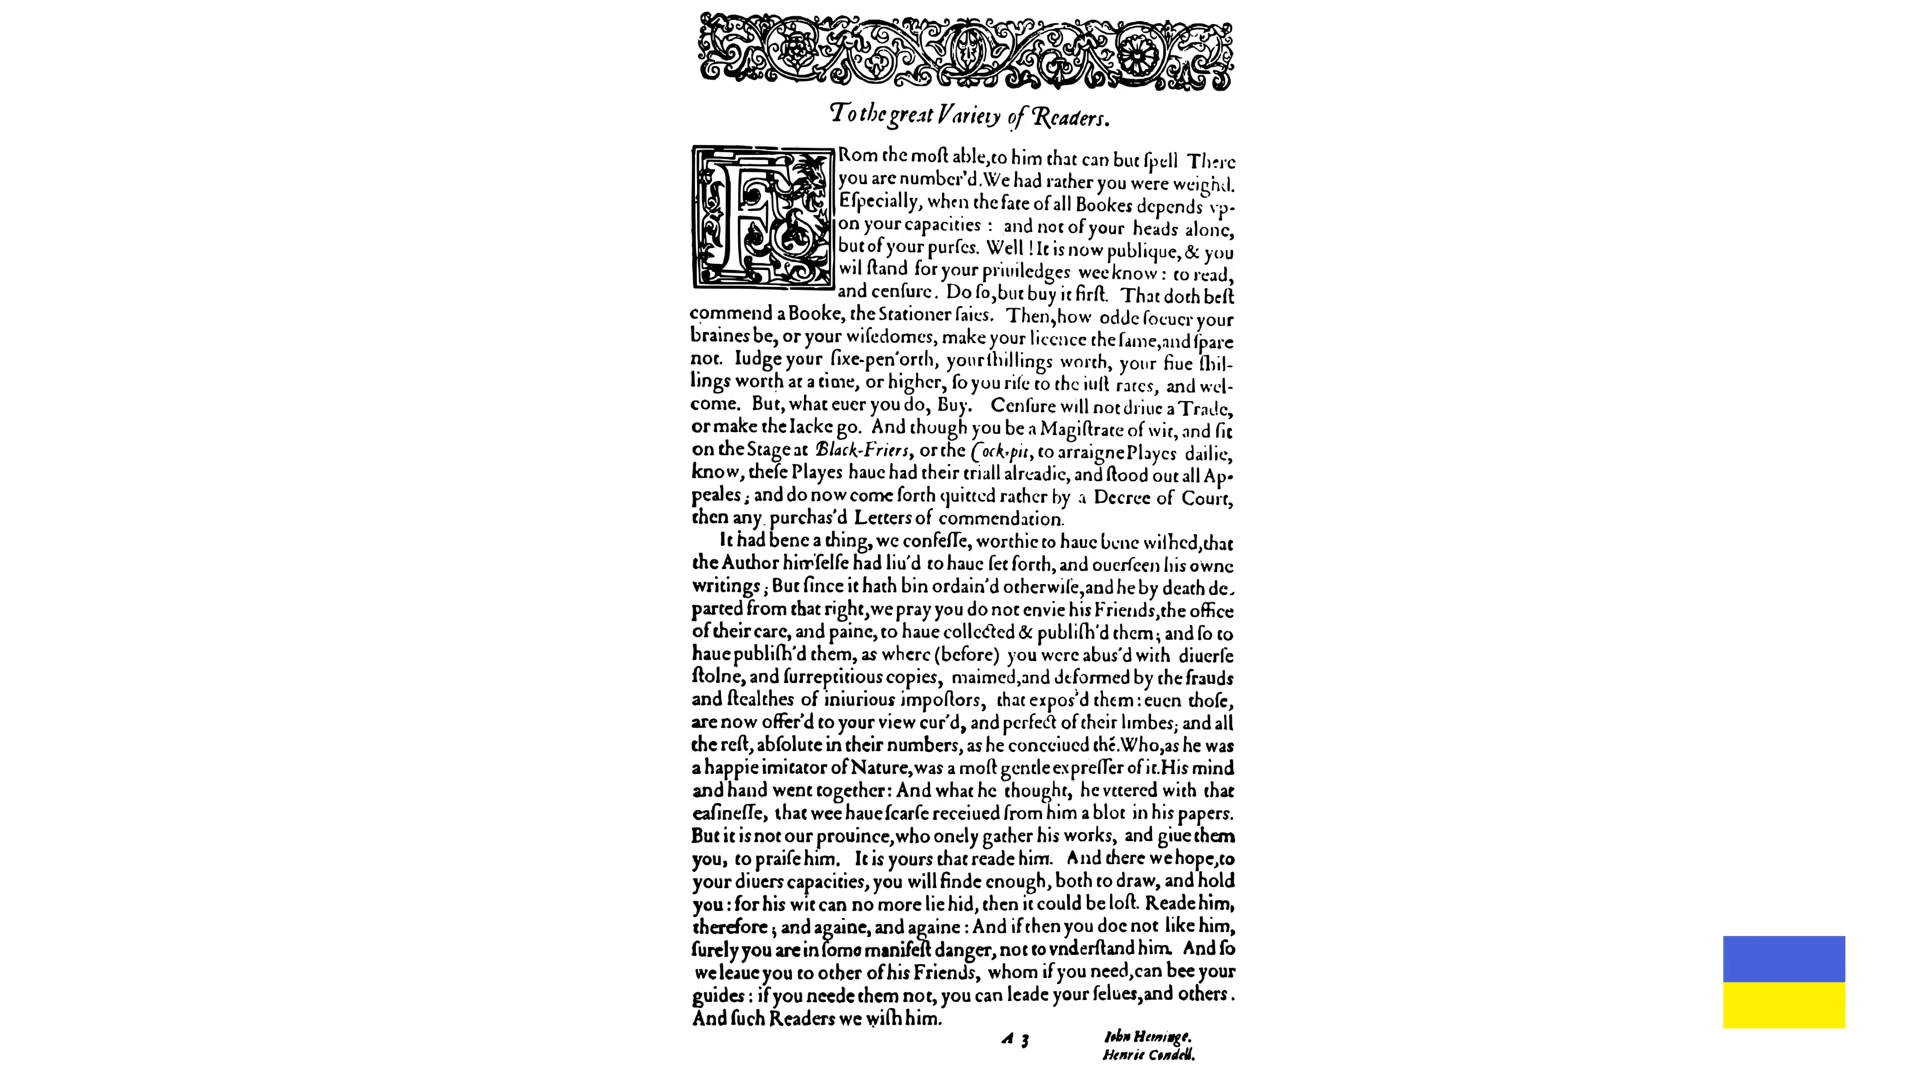 To the great Variety of Readers.
FRom the moſt able, to him that can but ſpell There
you are number'd. We had rather you were weighd.
Eſpecially, when the fate of all Bookes depends vp-
on your capacities : and not of your heads alone,
but of your purſes. Well ! It is now publique, & you
wil ſtand for your priuiledges wee know : to read,
and cenſure. Do ſo, but buy it firſt. That doth beſt
commend a Booke, the Stationer ſaies. Then, how odde ſoeuer your
braines be, or your wiſedomes, make your licence the ſame, and ſpare
not. Iudge your ſixe-pen'orth, your ſhillings worth, your fiue ſhil-
lings worth at a time, or higher, ſo you riſe to the iuſt rates, and wel-
come. But, what euer you do, Buy. Cenſure will not driue a Trade,
or make the Iacke go. And though you be a Magiſtrate of wit, and ſit
on the Stage at Black-Friers, or the Cock-pit, to arraigne Playes dailie,
know, theſe Playes haue had their triall alreadie, and ſtood out all Ap-
peales ; and do now come forth quitted rather by a Decree of Court,
then any purchas'd Letters of commendation.
It had bene a thing, we confeſſe, worthie to haue bene wiſhed, that
the Author himſelfe had liu'd to haue ſet forth, and ouerſeen his owne
writings ; But ſince it hath bin ordain'd otherwiſe, and he by death de-
parted from that right, we pray you do not envie his Friends, the office
of their care, and paine, to haue collected & publiſh'd them ; and ſo to
haue publiſh'd them, as where (before) you were abus'd with diuerſe
ſtolne, and ſurreptitious copies, maimed, and deformed by the frauds
and ſtealthes of iniurious impoſtors, that expos'd them : euen thoſe,
are now offer'd to your view cur'd, and perfect of their limbes; and all
the reſt, abſolute in their numbers, as he conceiued thē. Who, as he was
a happie imitator of Nature, was a moſt gentle expreſſer of it. His mind
and hand went together: And what he thought, he vttered with that
eaſineſſe, that wee haue ſcarſe receiued from him a blot in his papers.
But it is not our prouince, who onely gather his works, and giue them
you, to praiſe him. It is yours that reade him. And there we hope, to
your diuers capacities, you will finde enough, both to draw, and hold
you : for his wit can no more lie hid, then it could be loſt. Reade him,
therefore ; and againe, and againe : And if then you doe not like him,
ſurely you are in ſome manifeſt danger, not to vnderſtand him. And ſo
we leaue you to other of his Friends, whom if you need, can bee your
guides : if you neede them not, you can leade your ſelues, and others.
And ſuch Readers we wiſh him.
A 3
Iohn Heminge.
Henrie Condell.